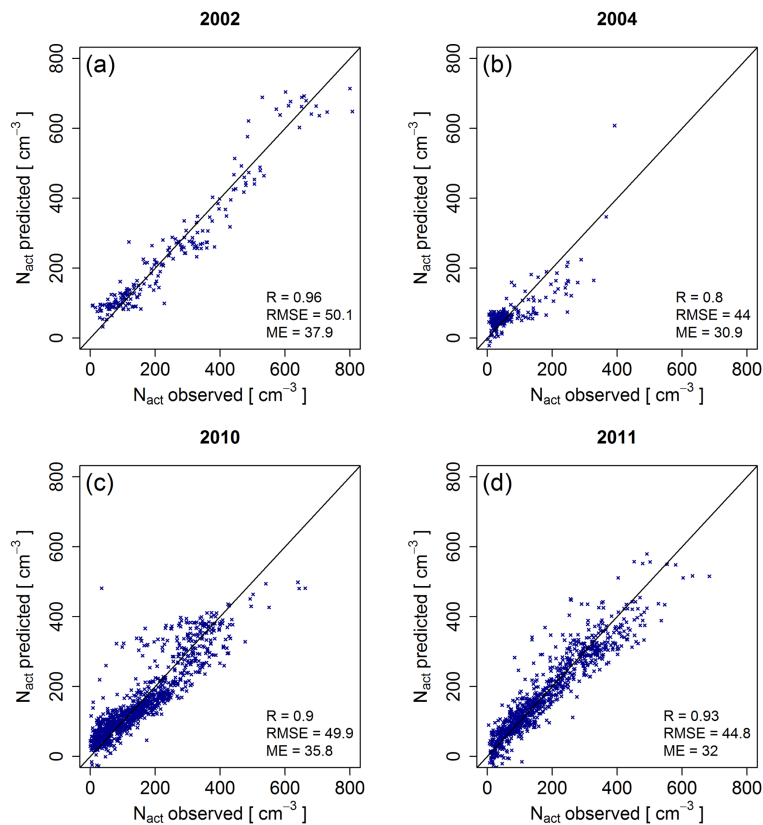 2002
(a)
800
600
400
200
0
N_act predicted [ cm⁻³ ]
R = 0.96
RMSE = 50.1
ME = 37.9
0 200 400 600 800
N_act observed [ cm⁻³ ]
2004
(b)
800
600
400
200
0
N_act predicted [ cm⁻³ ]
R = 0.8
RMSE = 44
ME = 30.9
0 200 400 600 800
N_act observed [ cm⁻³ ]
2010
(c)
800
600
400
200
0
N_act predicted [ cm⁻³ ]
R = 0.9
RMSE = 49.9
ME = 35.8
0 200 400 600 800
N_act observed [ cm⁻³ ]
2011
(d)
800
600
400
200
0
N_act predicted [ cm⁻³ ]
R = 0.93
RMSE = 44.8
ME = 32
0 200 400 600 800
N_act observed [ cm⁻³ ]